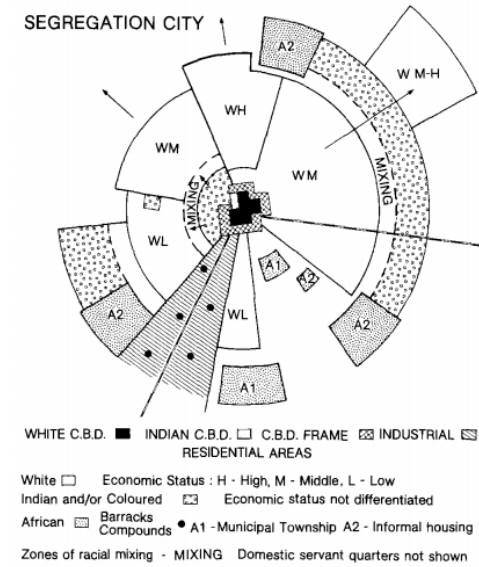 SEGREGATION CITY
A2
W M-H
WH
WM
WM
MIXING
MIXING
WL
A1
A2
A2
WL
A2
A1
WHITE C.B.D. INDIAN C.B.D. C.B.D. FRAME INDUSTRIAL
RESIDENTIAL AREAS
White Economic Status : H - High, M - Middle, L - Low
Indian and/or Coloured Economic status not differentiated
African Barracks Compounds A1 - Municipal Township A2 - Informal housing
Zones of racial mixing - MIXING Domestic servant quarters not shown